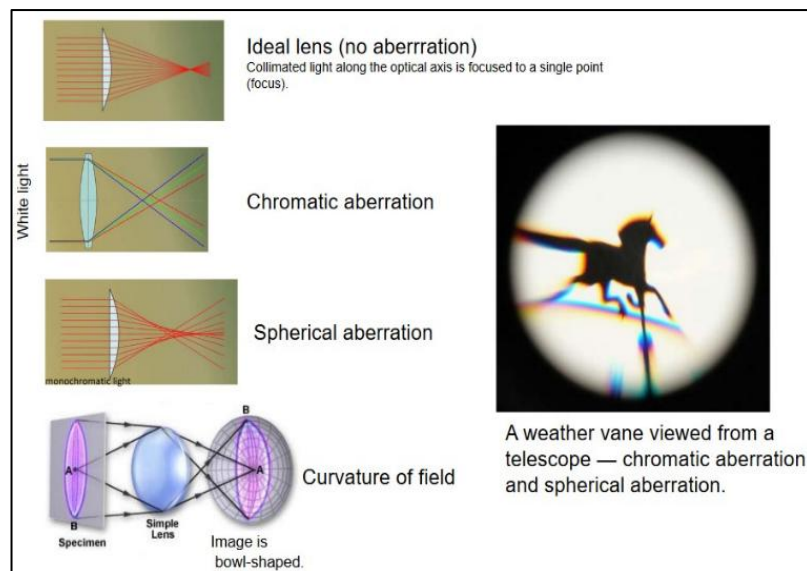 Ideal lens (no aberrration)
Collimated light along the optical axis is focused to a single point
(focus).
White light
Chromatic aberration
Spherical aberration
monochromatic light
B
A
B
Specimen
Simple
Lens
B
A
Image is
bowl-shaped.
Curvature of field
A weather vane viewed from a
telescope — chromatic aberration
and spherical aberration.